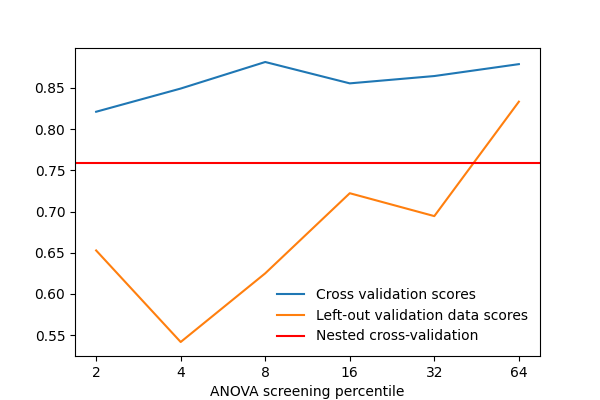 0.85
0.80
0.75
0.70
0.65
0.60
0.55
Cross validation scores
Left-out validation data scores
Nested cross-validation
2 4 8 16 32 64
ANOVA screening percentile